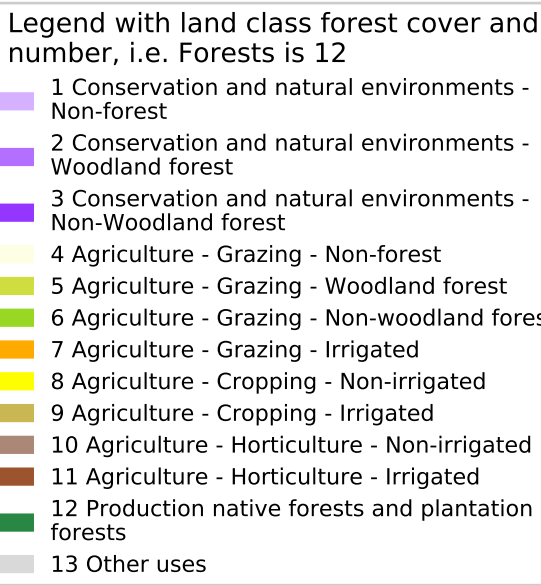 Legend with land class forest cover and
number, i.e. Forests is 12
1 Conservation and natural environments -
Non-forest
2 Conservation and natural environments -
Woodland forest
3 Conservation and natural environments -
Non-Woodland forest
4 Agriculture - Grazing - Non-forest
5 Agriculture - Grazing - Woodland forest
6 Agriculture - Grazing - Non-woodland fores
7 Agriculture - Grazing - Irrigated
8 Agriculture - Cropping - Non-irrigated
9 Agriculture - Cropping - Irrigated
10 Agriculture - Horticulture - Non-irrigated
11 Agriculture - Horticulture - Irrigated
12 Production native forests and plantation
forests
13 Other uses